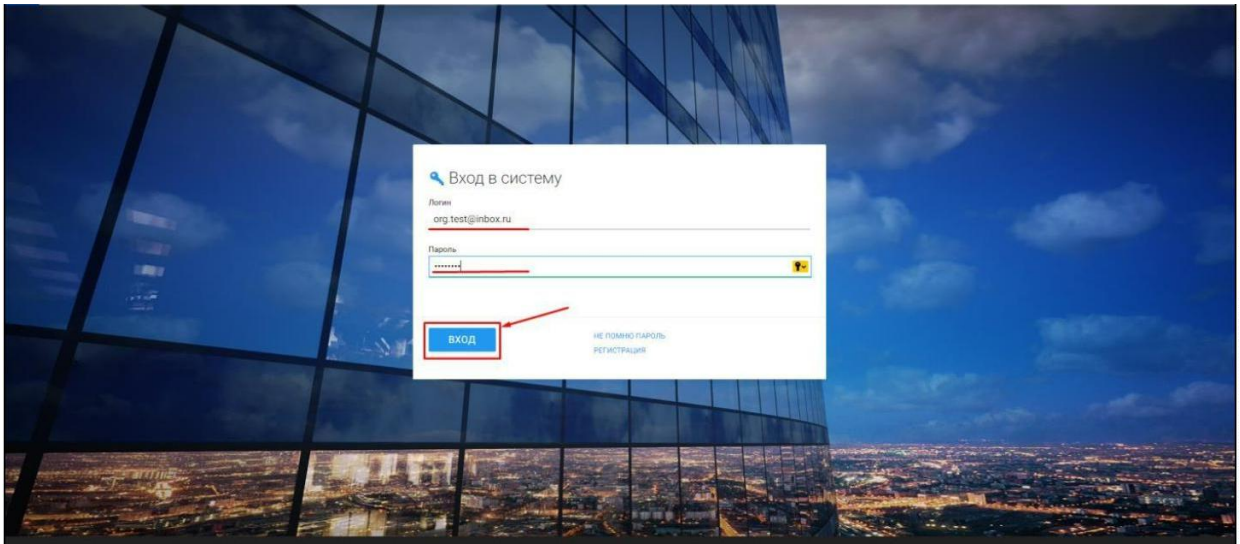 Вход в систему
Логин
org.test@inbox.ru
Пароль
••••••••
ВХОД
НЕ ПОМНЮ ПАРОЛЬ
РЕГИСТРАЦИЯ